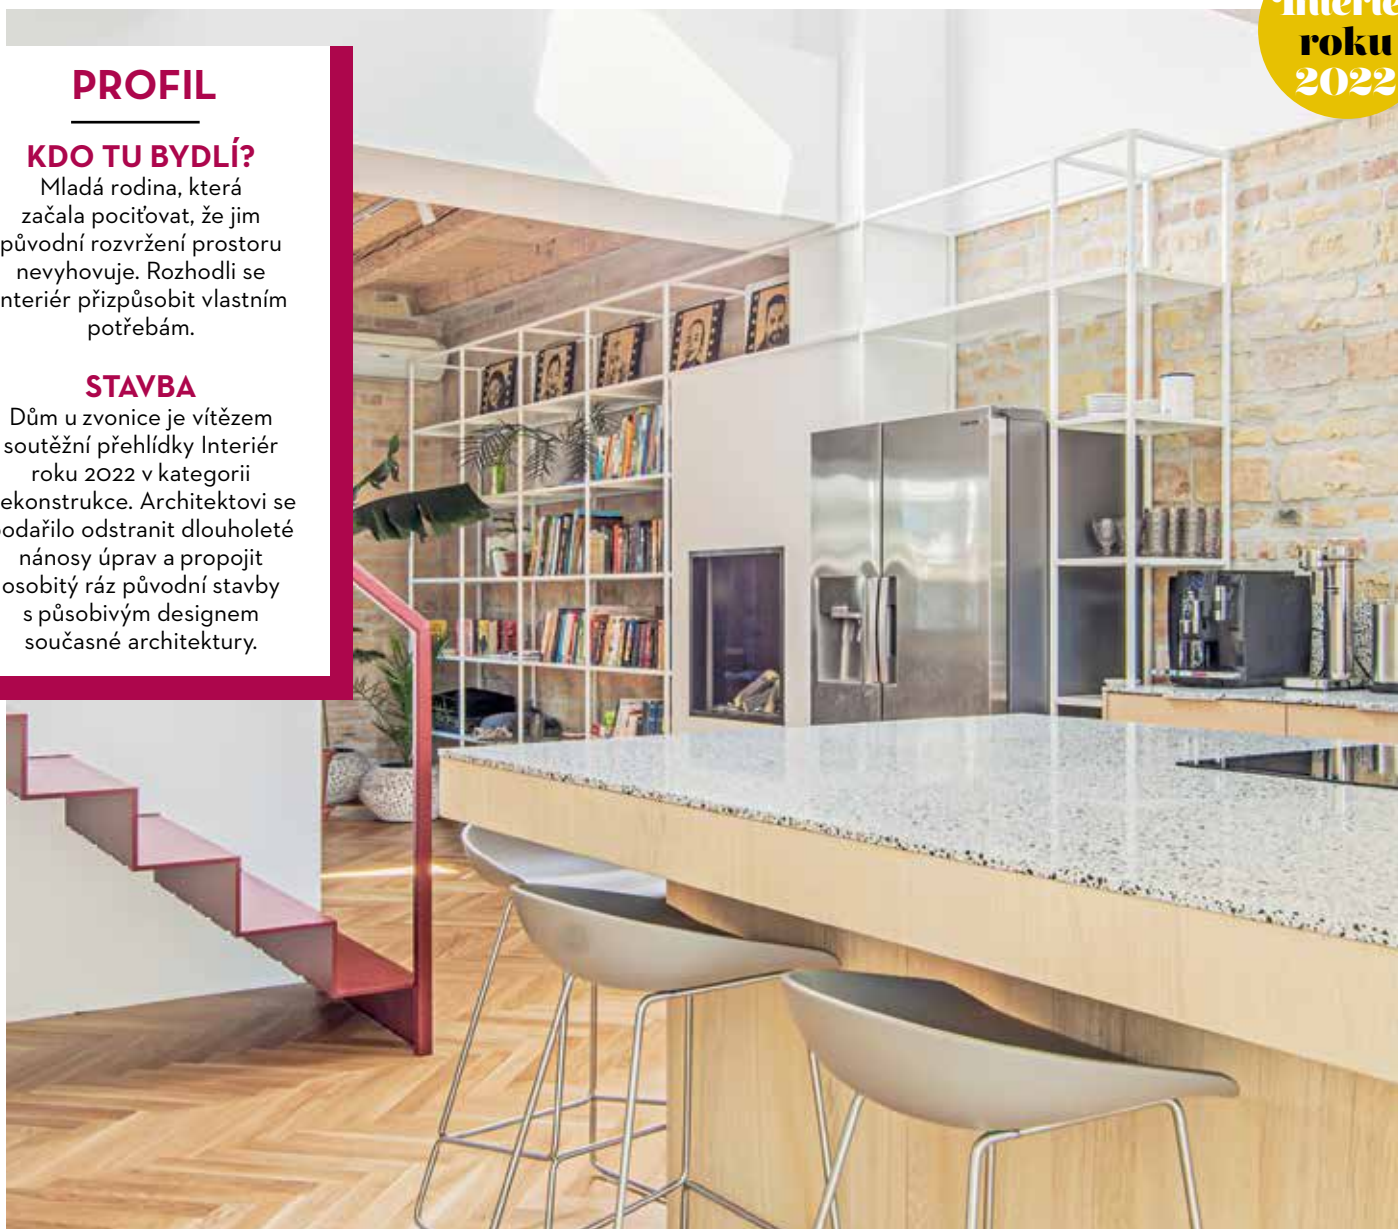 PROFIL
KDO TU BYDLÍ?
Mladá rodina, která
začala pociťovat, že jim
původní rozvržení prostoru
nevyhovuje. Rozhodli se
nteriér přizpůsobit vlastním
potřebám.
STAVBA
Dům u zvonice je vítězem
soutěžní přehlídky Interiér
roku 2022 v kategorii
ekonstrukce. Architektovi se
odařilo odstranit dlouholeté
nánosy úprav a propojit
osobitý ráz původní stavby
s působivým designem
současné architektury.
roku
2022